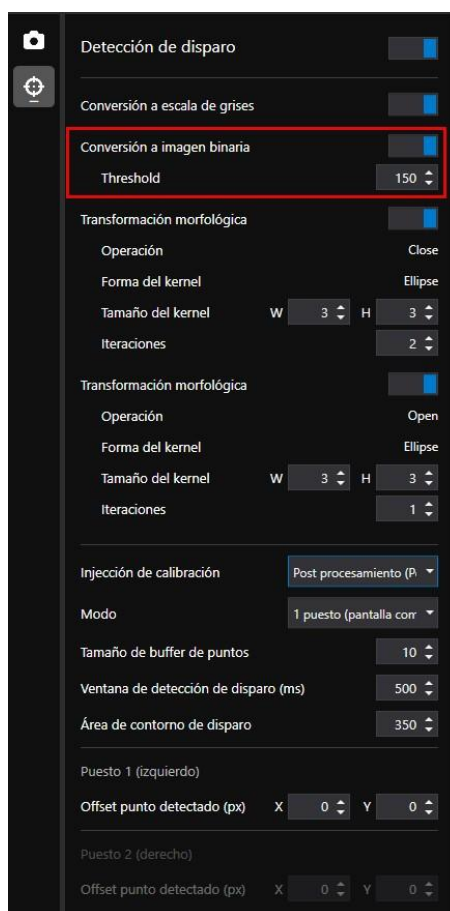 Detección de disparo
Conversión a escala de grises
Conversión a imagen binaria
Threshold 150
Transformación morfológica
Operación Close
Forma del kernel Ellipse
Tamaño del kernel W 3 H 3
Iteraciones 2
Transformación morfológica
Operación Open
Forma del kernel Ellipse
Tamaño del kernel W 3 H 3
Iteraciones 1
Injección de calibración Post procesamiento (P
Modo 1 puesto (pantalla com
Tamaño de buffer de puntos 10
Ventana de detección de disparo (ms) 500
Área de contorno de disparo 350
Puesto 1 (izquierdo)
Offset punto detectado (px) X 0 Y 0
Puesto 2 (derecho)
Offset punto detectado (px) X 0 Y 0